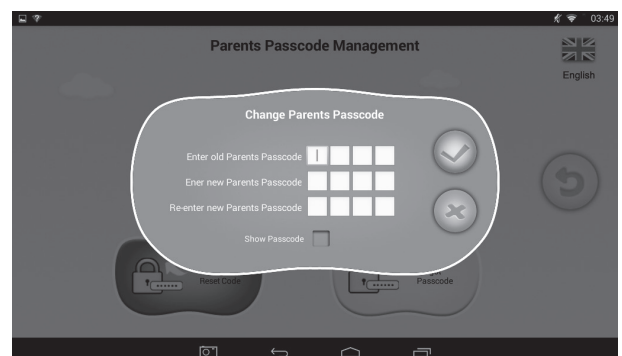 03:49
Parents Passcode Management
English
Change Parents Passcode
Enter old Parents Passcode
Ener new Parents Passcode
Re-enter new Parents Passcode
Show Passcode
Reset Code
Passcode